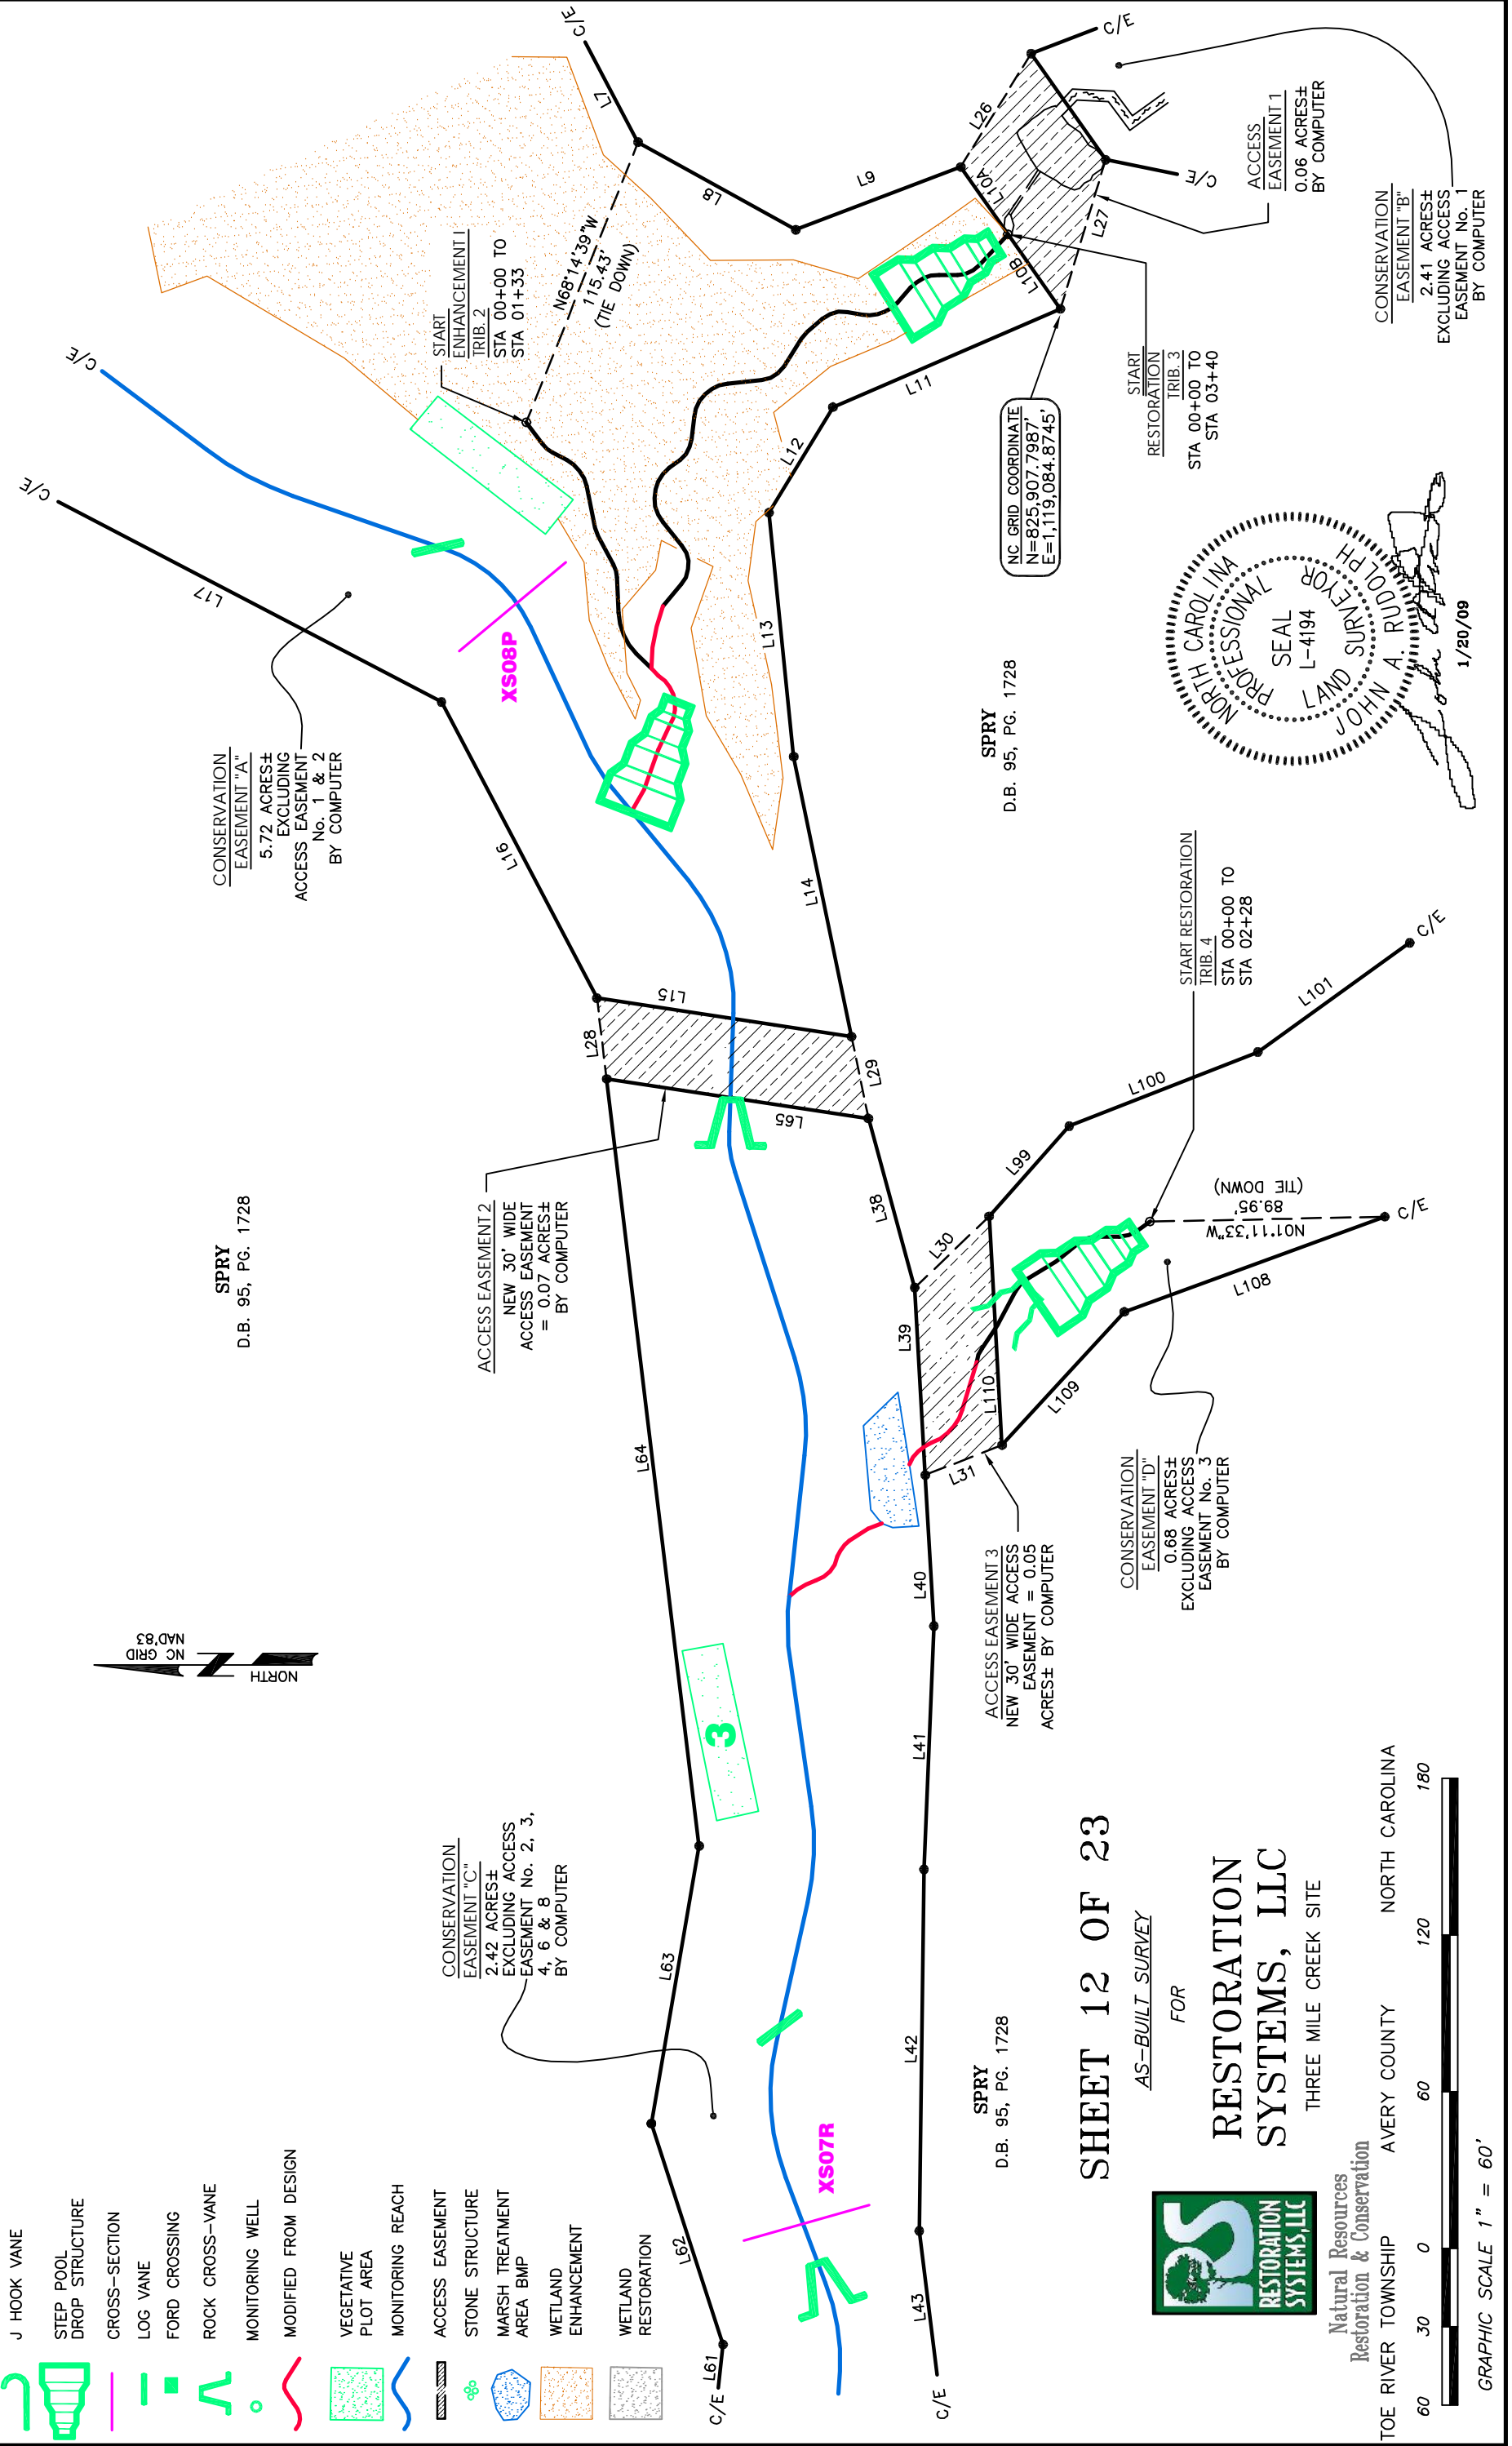 J HOOK VANE
STEP POOL
DROP STRUCTURE
CROSS-SECTION
LOG VANE
FORD CROSSING
ROCK CROSS-VANE
MONITORING WELL
MODIFIED FROM DESIGN
VEGETATIVE
PLOT AREA
MONITORING REACH
ACCESS EASEMENT
STONE STRUCTURE
MARSH TREATMENT
AREA BMP
WETLAND
ENHANCEMENT
WETLAND
RESTORATION
NORTH
NC GRID
NAD'83
SPRY
D.B. 95, PG. 1728
CONSERVATION
EASEMENT "C"
2.42 ACRES±
EXCLUDING ACCESS
EASEMENT No. 2, 3,
4, 6 & 8
BY COMPUTER
ACCESS EASEMENT 2
NEW 30' WIDE
ACCESS EASEMENT
= 0.07 ACRES±
BY COMPUTER
CONSERVATION
EASEMENT "A"
5.72 ACRES±
EXCLUDING
ACCESS EASEMENT
No. 1 & 2
BY COMPUTER
START
ENHANCEMENT I
TRIB. 2
STA 00+00 TO
STA 01+33
N68°14'39"W
115.43'
(TIE DOWN)
C/E
L61
L62
L63
L64
L28
L15
L65
L29
L16
L17
C/E
C/E
C/E
L7
L8
L9
L26
L10A
L10B
L27
C/E
C/E
L11
L12
L13
L14
L38
L39
L30
L31
L110
L40
L41
L42
L43
C/E
L99
L100
L101
C/E
L108
L109
C/E
XS07R
XS08P
3
N01°11'33"W
89.95'
(TIE DOWN)
START RESTORATION
TRIB. 4
STA 00+00 TO
STA 02+28
ACCESS EASEMENT 3
NEW 30' WIDE ACCESS
EASEMENT = 0.05
ACRES± BY COMPUTER
CONSERVATION
EASEMENT "D"
0.68 ACRES±
EXCLUDING ACCESS
EASEMENT No. 3
BY COMPUTER
NC GRID COORDINATE
N=825,907.7987'
E=1,119,084.8745'
START
RESTORATION
TRIB. 3
STA 00+00 TO
STA 03+40
ACCESS
EASEMENT 1
0.06 ACRES±
BY COMPUTER
CONSERVATION
EASEMENT "B"
2.41 ACRES±
EXCLUDING ACCESS
EASEMENT No. 1
BY COMPUTER
SPRY
D.B. 95, PG. 1728
SPRY
D.B. 95, PG. 1728
NORTH CAROLINA
PROFESSIONAL
SEAL
L-4194
LAND SURVEYOR
JOHN A. RUDOLPH
1/20/09
SHEET 12 OF 23
AS-BUILT SURVEY
FOR
RESTORATION
SYSTEMS, LLC
THREE MILE CREEK SITE
TOE RIVER TOWNSHIP AVERY COUNTY NORTH CAROLINA
RS
RESTORATION
SYSTEMS, LLC
Natural Resources
Restoration & Conservation
60 30 0 60 120 180
GRAPHIC SCALE 1" = 60'